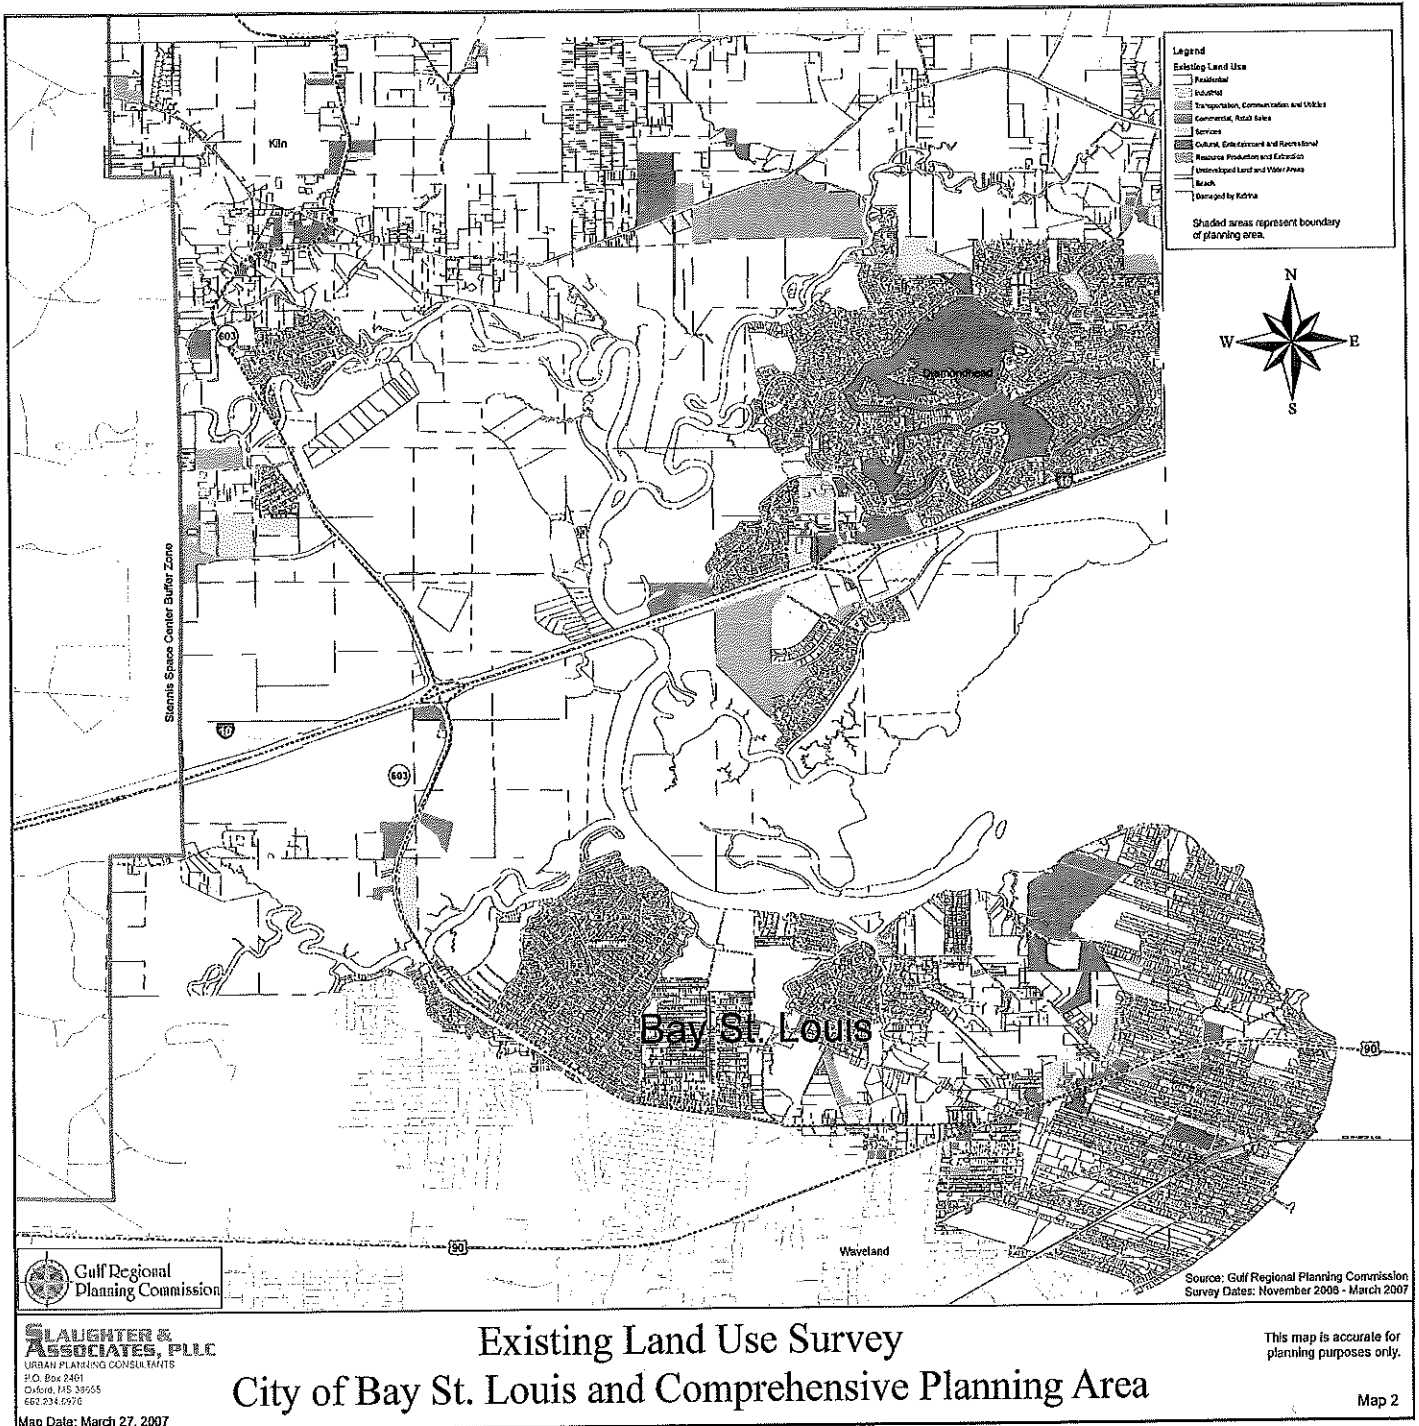 Legend
Existing Land Use
Residential
Industrial
Transportation, Communication and Utilities
Commercial, Retail Sales
Services
Cultural, Entertainment and Recreational
Resource Production and Extraction
Undeveloped Land and Water Areas
Beach
Damaged by Katrina
Shaded areas represent boundary
of planning area.
N
W
E
S
Kiln
603
Diamondhead
10
Stennis Space Center Buffer Zone
10
603
Bay St. Louis
90
90
Waveland
Gulf Regional
Planning Commission
Source: Gulf Regional Planning Commission
Survey Dates: November 2006 - March 2007
SLAUGHTER &
ASSOCIATES, PLLC
URBAN PLANNING CONSULTANTS
P.O. Box 2401
Oxford, MS 38655
662.234.6970
Map Date: March 27, 2007
Existing Land Use Survey
City of Bay St. Louis and Comprehensive Planning Area
This map is accurate for
planning purposes only.
Map 2